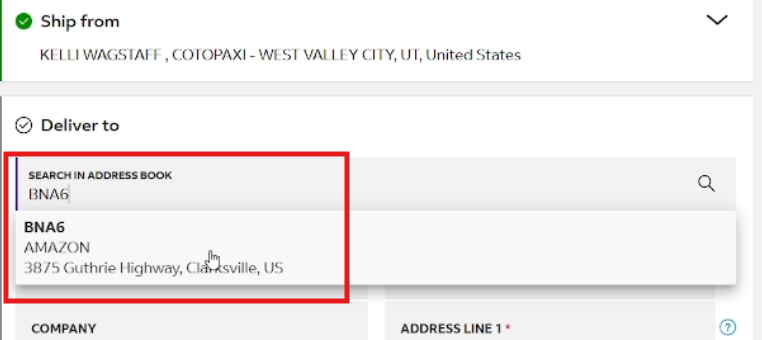 Ship from
KELLI WAGSTAFF , COTOPAXI - WEST VALLEY CITY, UT, United States
Deliver to
SEARCH IN ADDRESS BOOK
BNA6
BNA6
AMAZON
3875 Guthrie Highway, Clarksville, US
COMPANY
ADDRESS LINE 1 *
?